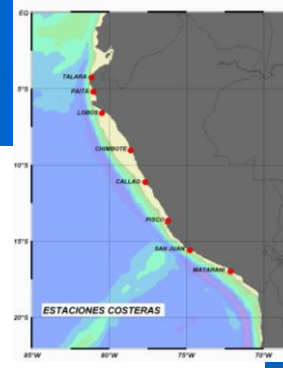 EQ
TALARA
5°S
PAITA
LOBOS
CHIMBOTE
10°S
CALLAO
PISCO
15°S
SAN JUAN
MATARANI
ESTACIONES COSTERAS
20°S
85°W
80°W
75°W
70°W